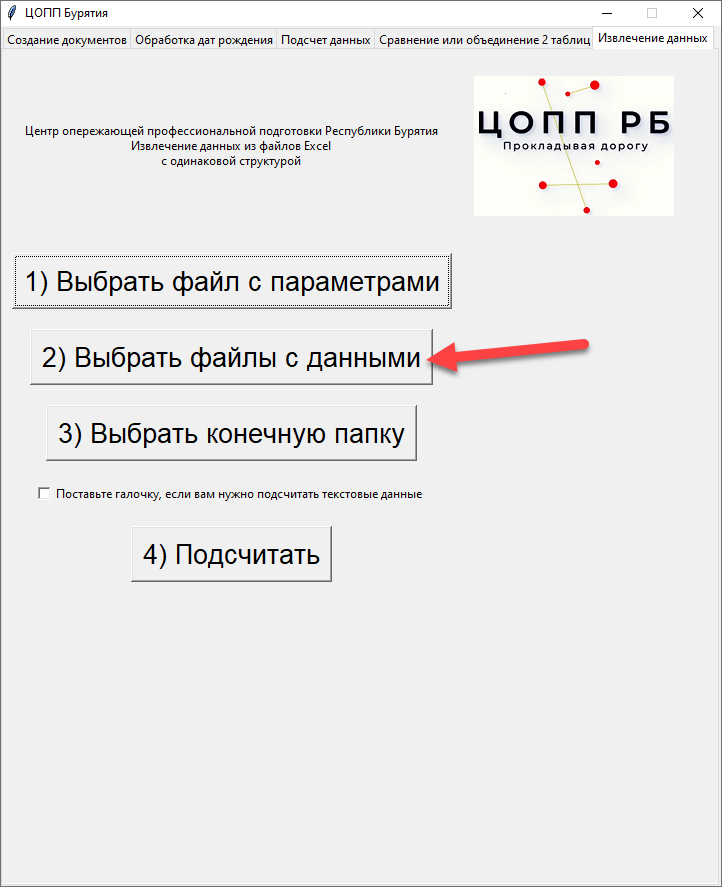 ЦОПП Бурятия
Создание документов
Обработка дат рождения
Подсчет данных
Сравнение или объединение 2 таблиц
Извлечение данных
Центр опережающей профессиональной подготовки Республики Бурятия
Извлечение данных из файлов Excel
с одинаковой структурой
ЦОПП РБ
Прокладывая дорогу
1) Выбрать файл с параметрами
2) Выбрать файлы с данными
3) Выбрать конечную папку
Поставьте галочку, если вам нужно подсчитать текстовые данные
4) Подсчитать